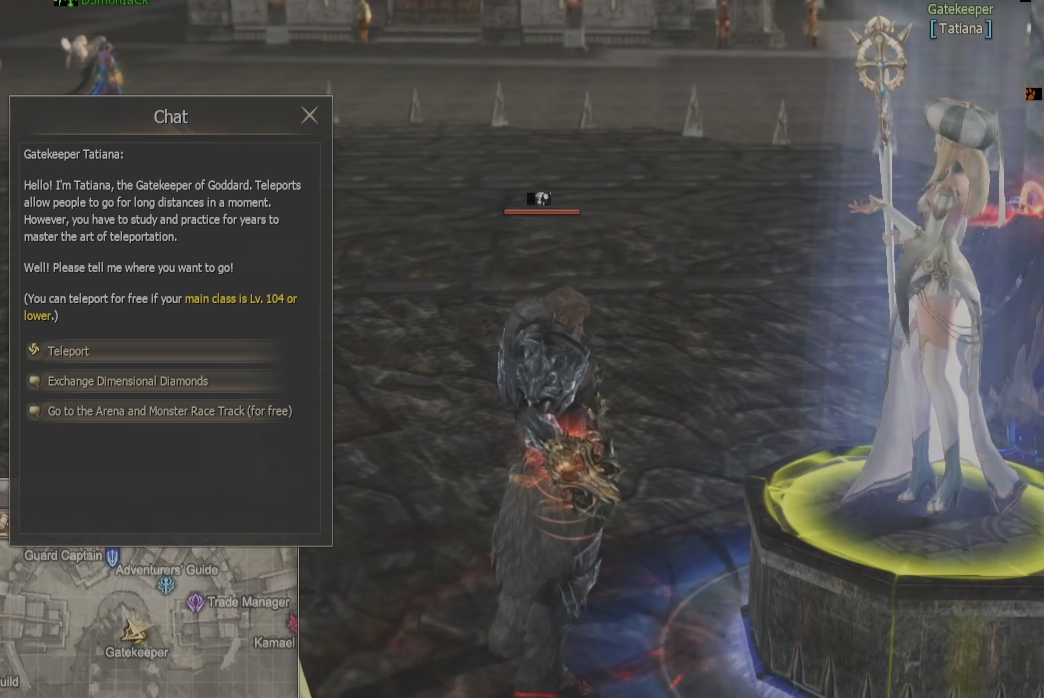 D3moniacK
Gatekeeper
[ Tatiana ]
Chat
Gatekeeper Tatiana:
Hello! I'm Tatiana, the Gatekeeper of Goddard. Teleports
allow people to go for long distances in a moment.
However, you have to study and practice for years to
master the art of teleportation.
Well! Please tell me where you want to go!
(You can teleport for free if your main class is Lv. 104 or
lower.)
Teleport
Exchange Dimensional Diamonds
Go to the Arena and Monster Race Track (for free)
Guard Captain
Adventurers' Guide
Trade Manager
Kamael
Gatekeeper
uild